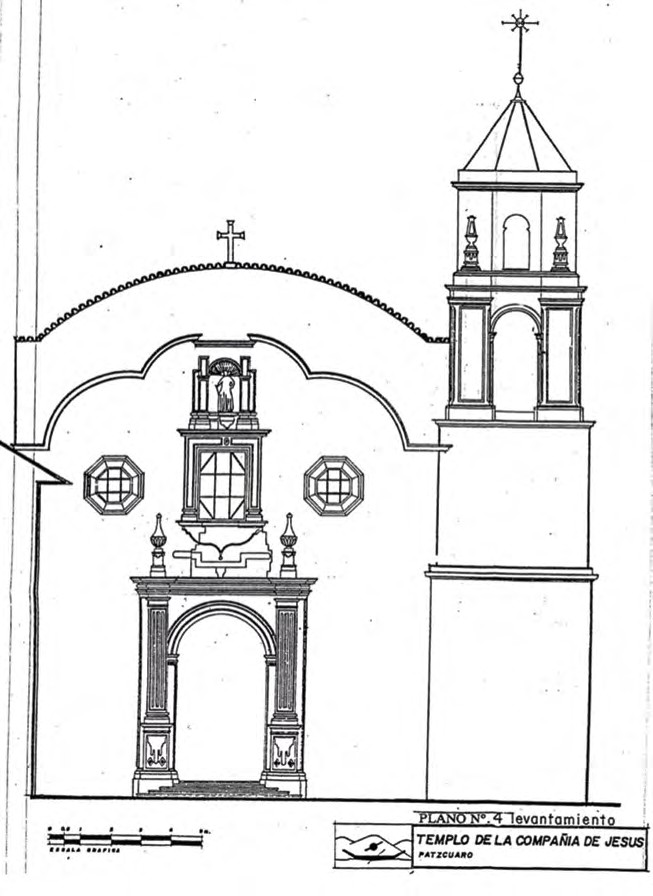 PLANO Nº. 4 levantamiento
TEMPLO DE LA COMPAÑIA DE JESUS
PATZCUARO
ESCALA GRAFICA